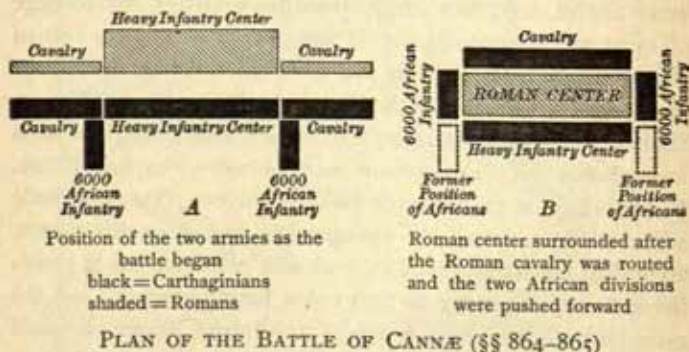 Heavy Infantry Center
Cavalry
Cavalry
Cavalry
Heavy Infantry Center
Cavalry
6000
African
Infantry
A
6000
African
Infantry
Position of the two armies as the
battle began
black=Carthaginians
shaded=Romans
Cavalry
6000 African
Infantry
ROMAN CENTER
6000 African
Infantry
Heavy Infantry Center
Former
Position
of Africans
B
Former
Position
of Africans
Roman center surrounded after
the Roman cavalry was routed
and the two African divisions
were pushed forward
PLAN OF THE BATTLE OF CANNÆ (§§ 864–865)